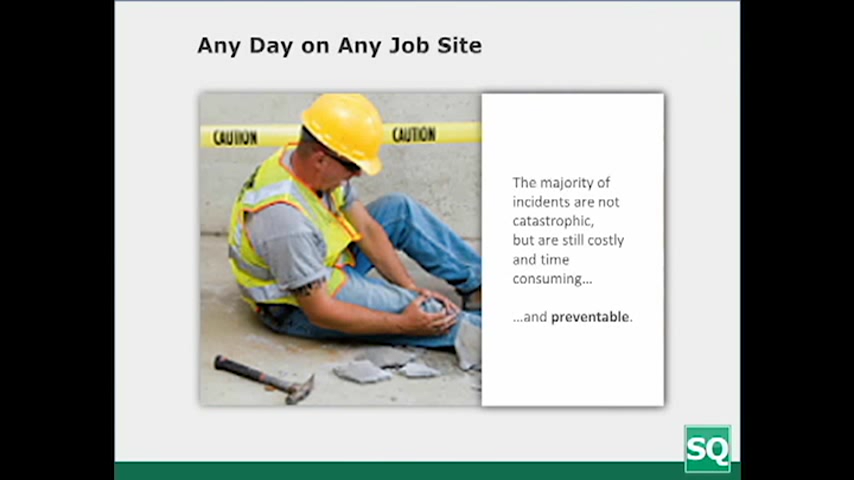 Any Day on Any Job Site
CAUTION
CAUTION
The majority of
incidents are not
catastrophic,
but are still costly
and time
consuming...
...and preventable.
SQ